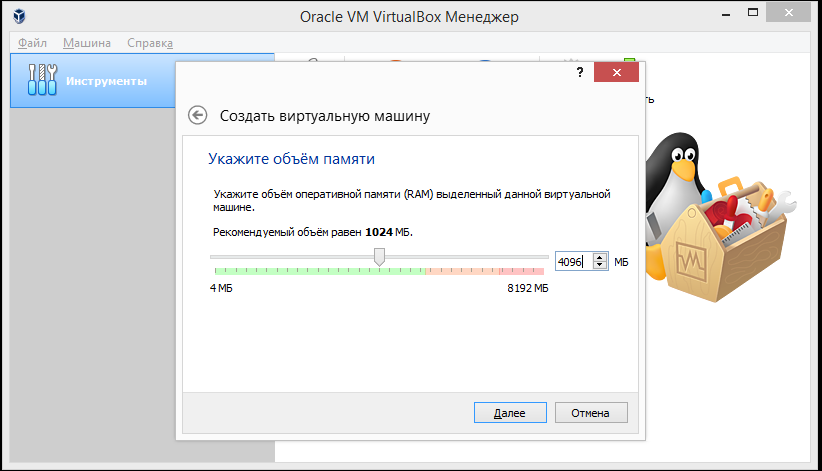 Oracle VM VirtualBox Менеджер
Файл Машина Справка
Инструменты
?
ть
Создать виртуальную машину
Укажите объём памяти
Укажите объём оперативной памяти (RAM) выделенный данной виртуальной
машине.
Рекомендуемый объём равен 1024 МБ.
4096 МБ
4 МБ 8192 МБ
Далее Отмена